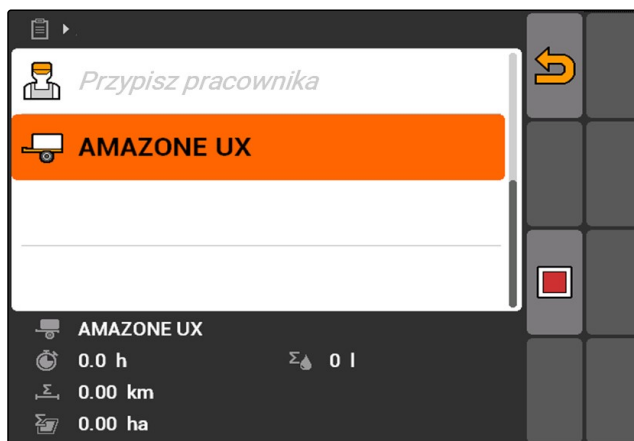 Przypisz pracownika
AMAZONE UX
AMAZONE UX
0.0 h
Σ 0 l
Σ 0.00 km
Σ 0.00 ha